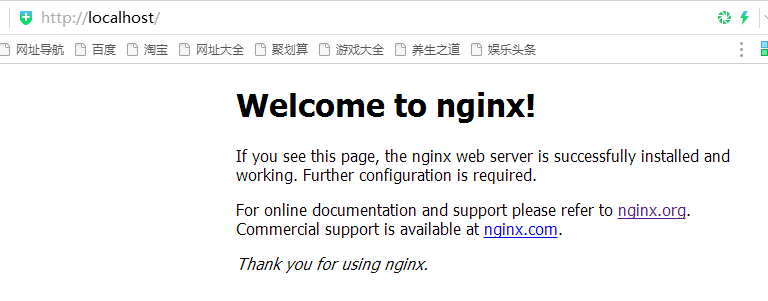 http://localhost/
网址导航 百度 淘宝 网址大全 聚划算 游戏大全 养生之道 娱乐头条
Welcome to nginx!
If you see this page, the nginx web server is successfully installed and
working. Further configuration is required.
For online documentation and support please refer to nginx.org.
Commercial support is available at nginx.com.
Thank you for using nginx.